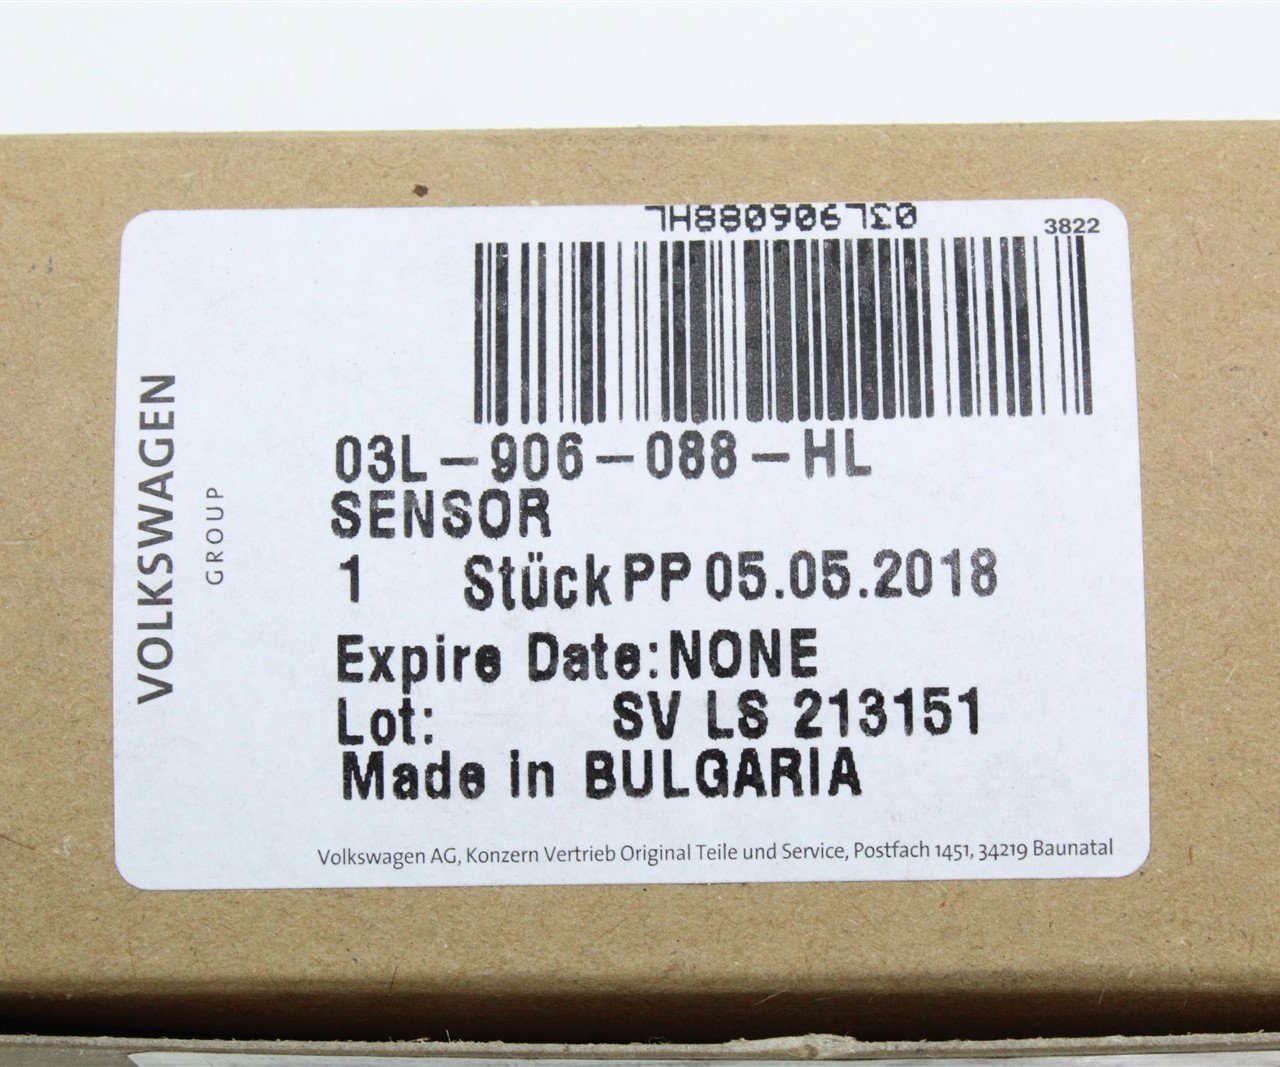 03L906088HL
3822
VOLKSWAGEN
GROUP
03L-906-088-HL
SENSOR
1 Stück PP 05.05.2018
Expire Date:NONE
Lot: SV LS 213151
Made in BULGARIA
Volkswagen AG, Konzern Vertrieb Original Teile und Service, Postfach 1451, 34219 Baunatal